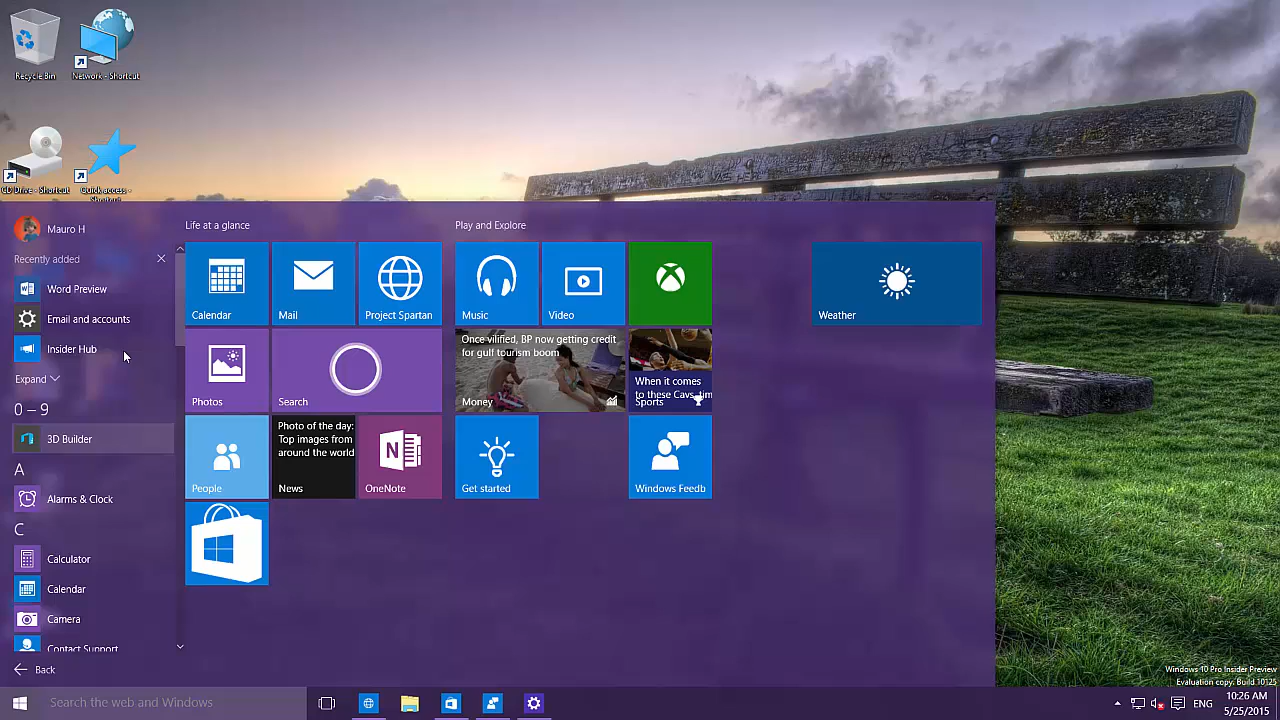 Recycle Bin
Network - Shortcut
CD Drive - Shortcut
Quick access -
Shortcut
Mauro H
Recently added
Word Preview
Email and accounts
Insider Hub
Expand
0 – 9
3D Builder
A
Alarms & Clock
C
Calculator
Calendar
Camera
Contact Support
Back
Life at a glance
Calendar
Mail
Project Spartan
Photos
Search
People
Photo of the day:
Top images from
around the world
News
OneNote
Play and Explore
Music
Video
Once vilified, BP now getting credit
for gulf tourism boom
Money
When it comes
to these Cavs, tim
Sports
Get started
Windows Feedb
Weather
Windows 10 Pro Insider Preview
Evaluation copy. Build 10125
Search the web and Windows
ENG
10:26 AM
5/25/2015